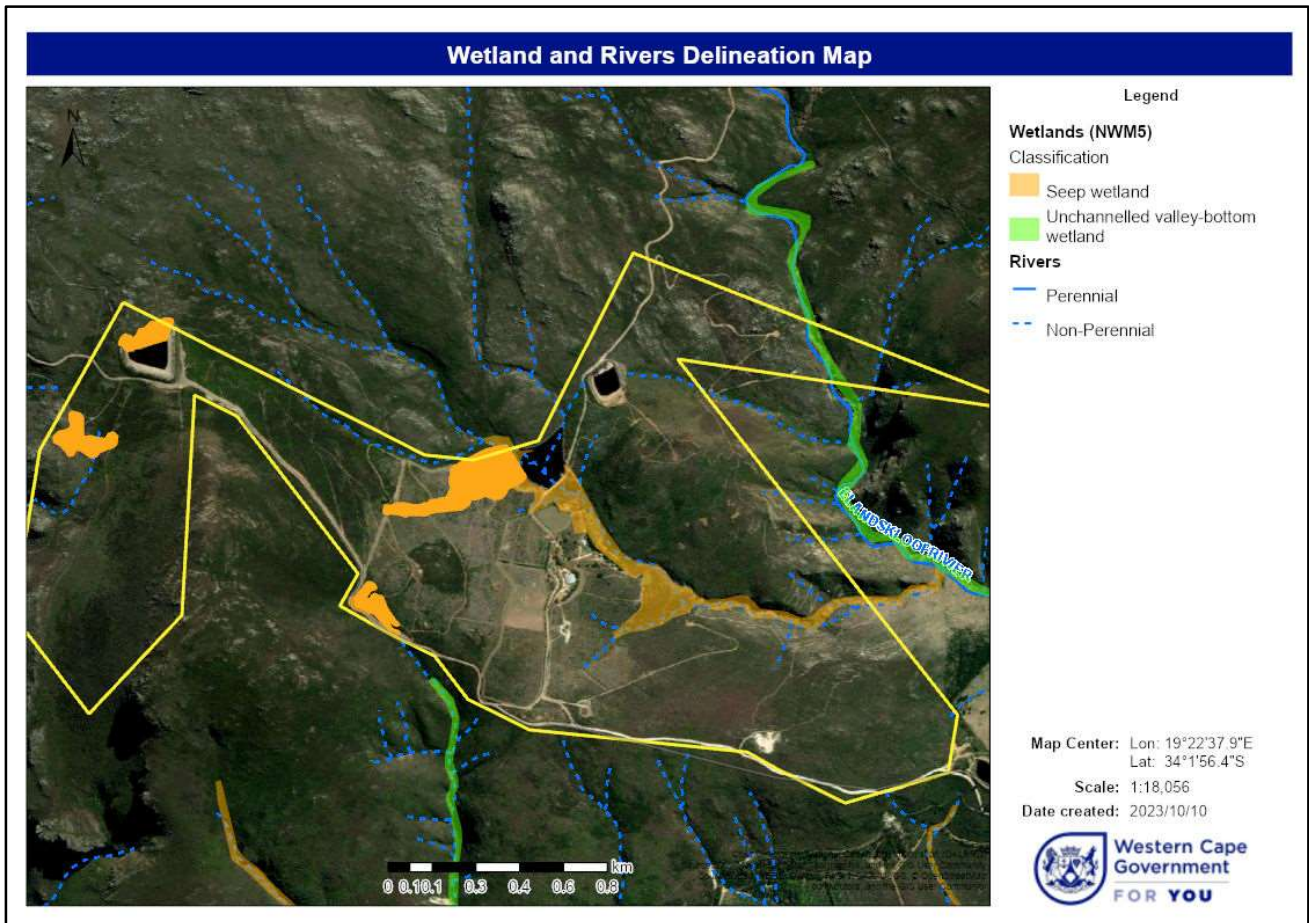 Wetland and Rivers Delineation Map
N
ELANDSKLOOFRIVIER
0 0.10.1 0.3 0.4 0.6 0.8
km
Legend
Wetlands (NWM5)
Classification
Seep wetland
Unchannelled valley-bottom
wetland
Rivers
Perennial
Non-Perennial
Map Center: Lon: 19°22'37.9"E
Lat: 34°1'56.4"S
Scale: 1:18,056
Date created: 2023/10/10
Western Cape
Government
FOR YOU